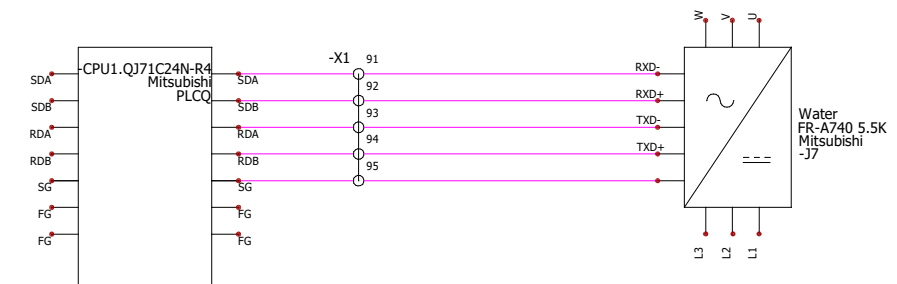 W V U
-X1 91
-CPU1.QJ71C24N-R4
Mitsubishi
PLCQ
SDA SDA RXD-
92
SDB SDB RXD+
93
RDA RDA TXD-
94
RDB RDB TXD+
95
SG SG
FG FG
FG FG
Water
FR-A740 5.5K
Mitsubishi
-J7
L3 L2 L1